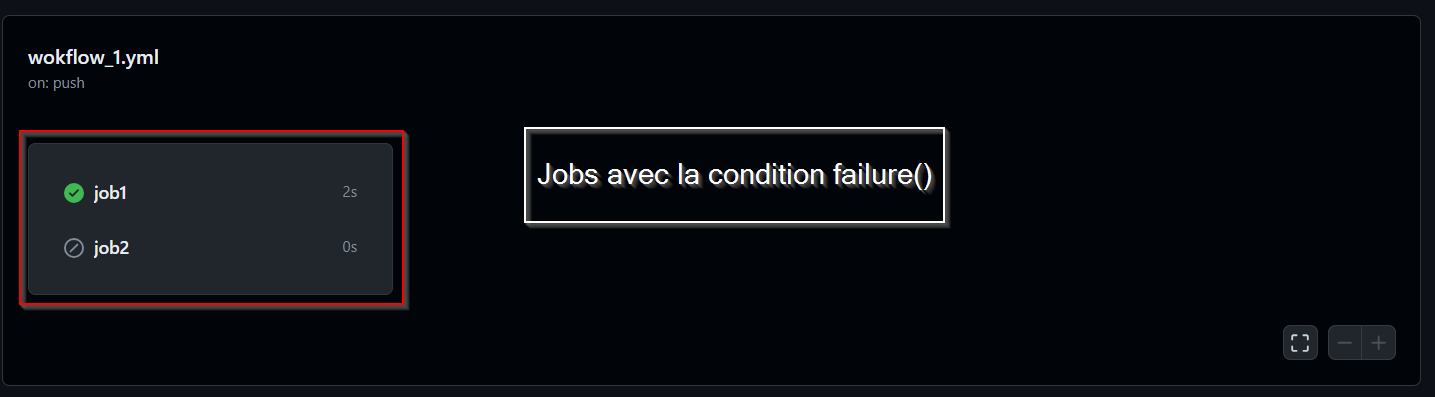 wokflow_1.yml
on: push
job1 2s
job2 0s
Jobs avec la condition failure()